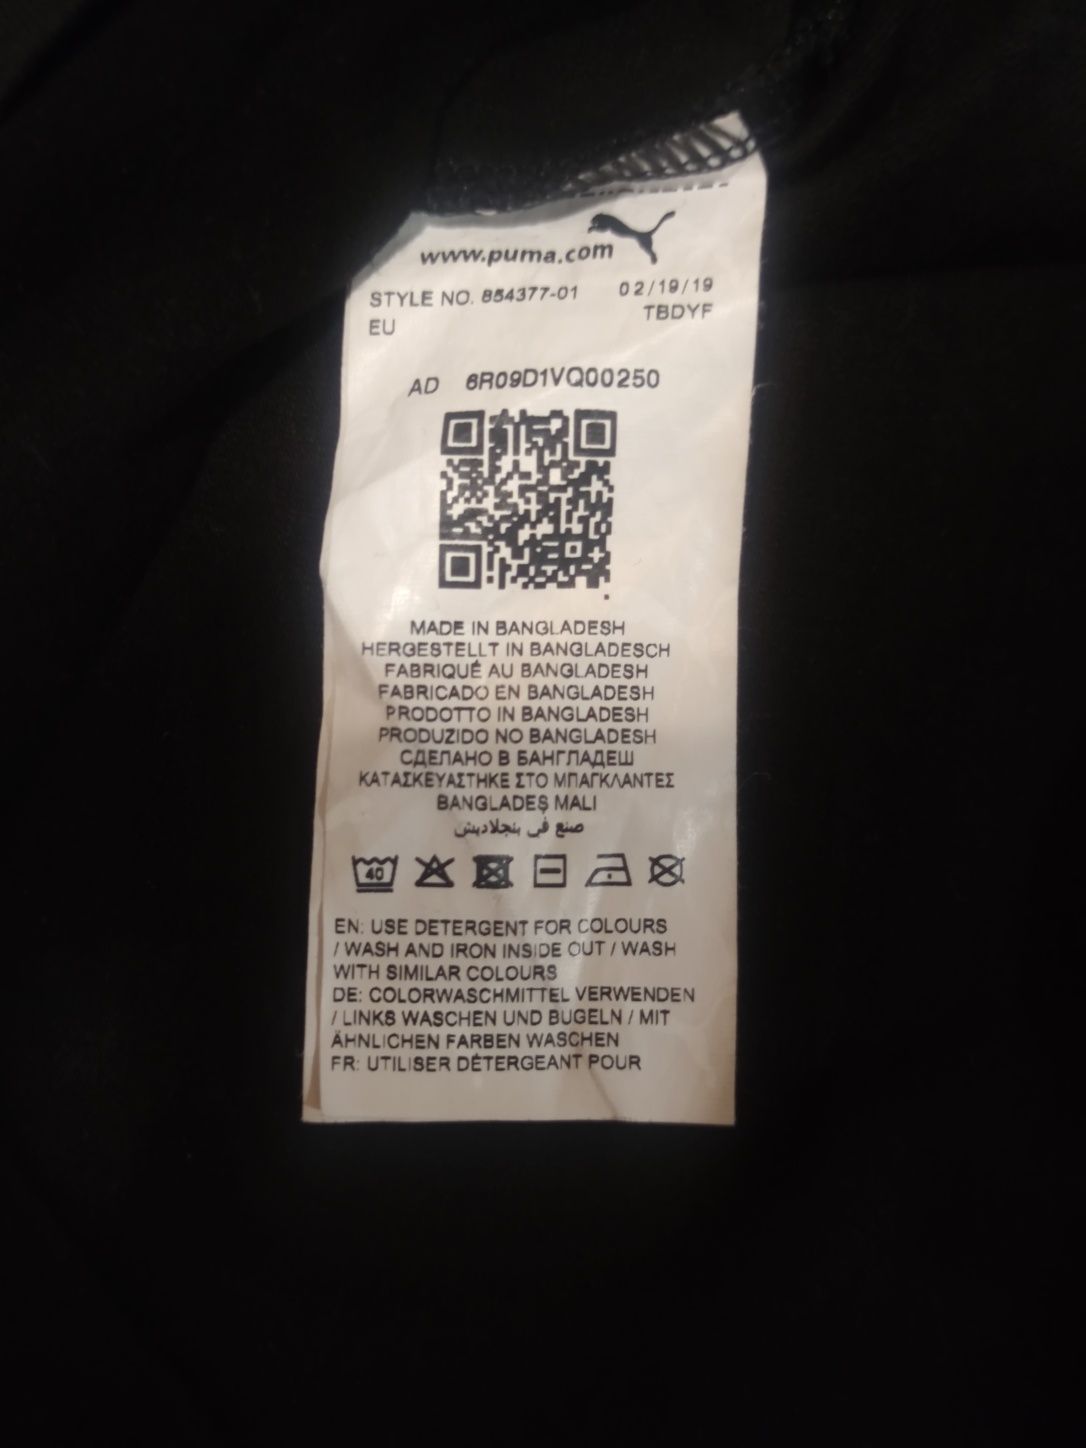 www.puma.com
STYLE NO. 854377-01 02/19/19
EU TBDYF
AD 6R09D1VQ00250
MADE IN BANGLADESH
HERGESTELLT IN BANGLADESCH
FABRIQUÉ AU BANGLADESH
FABRICADO EN BANGLADESH
PRODOTTO IN BANGLADESH
PRODUZIDO NO BANGLADESH
СДЕЛАНО В БАНГЛАДЕШ
ΚΑΤΑΣΚΕΥΑΣΤΗΚΕ ΣΤΟ ΜΠΑΓΚΛΑΝΤΕΣ
BANGLADEŞ MALI
صنع في بنجلاديش
40
EN: USE DETERGENT FOR COLOURS
/ WASH AND IRON INSIDE OUT / WASH
WITH SIMILAR COLOURS
DE: COLORWASCHMITTEL VERWENDEN
/ LINKS WASCHEN UND BUGELN / MIT
ÄHNLICHEN FARBEN WASCHEN
FR: UTILISER DÉTERGEANT POUR